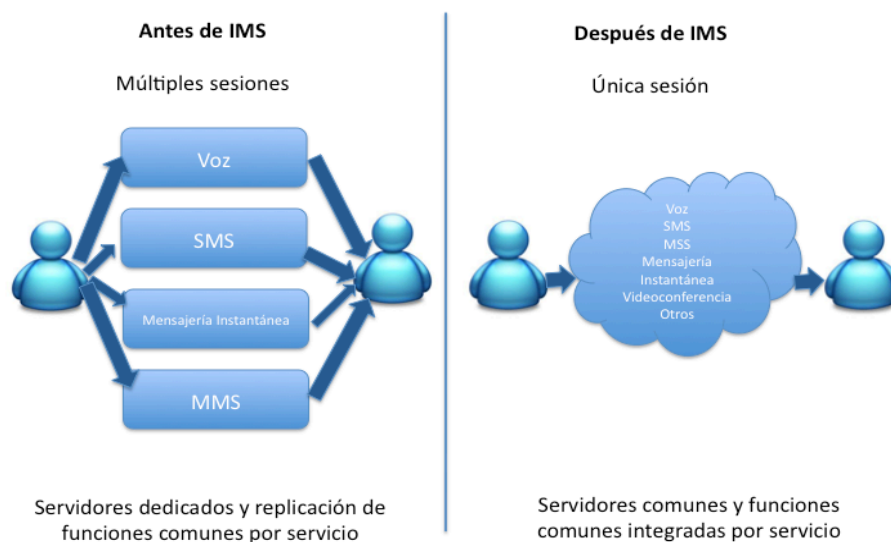 Antes de IMS
Múltiples sesiones
Voz
SMS
Mensajería Instantánea
MMS
Servidores dedicados y replicación de
funciones comunes por servicio
Después de IMS
Única sesión
Voz
SMS
MSS
Mensajería
Instantánea
Videoconferencia
Otros
Servidores comunes y funciones
comunes integradas por servicio